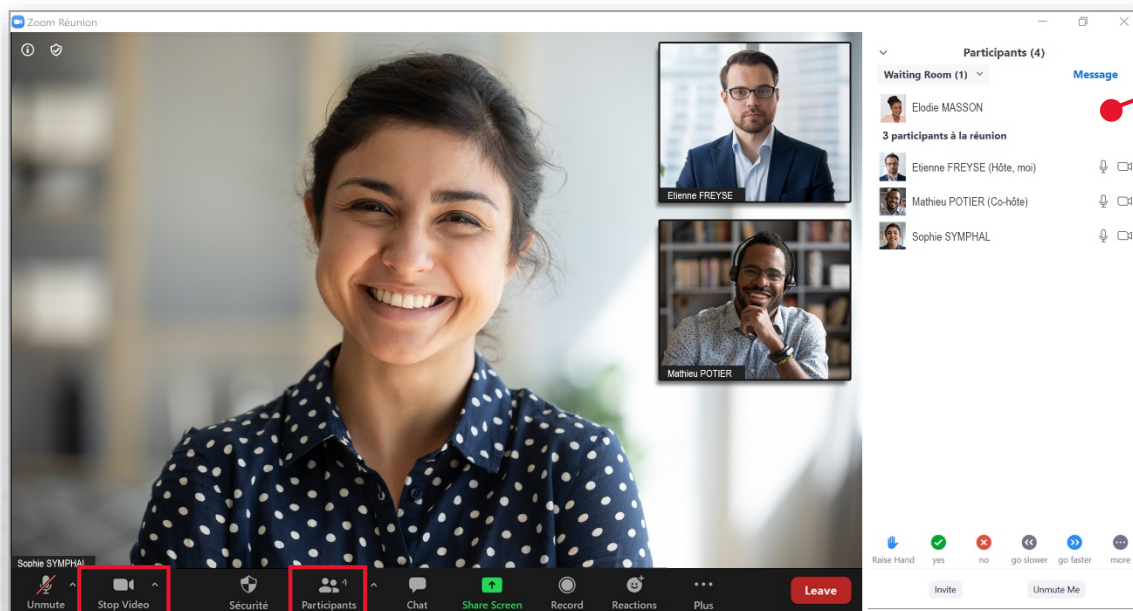 Zoom Réunion
Participants (4)
Waiting Room (1)
Message
Elodie MASSON
3 participants à la réunion
Etienne FREYSE (Hôte, moi)
Mathieu POTIER (Co-hôte)
Sophie SYMPHAL
Etienne FREYSE
Mathieu POTIER
Sophie SYMPHAL
Raise Hand yes no go slower go faster more
Invite Unmute Me
4
Unmute Stop Video Sécurité Participants Chat Share Screen Record Reactions Plus
Leave